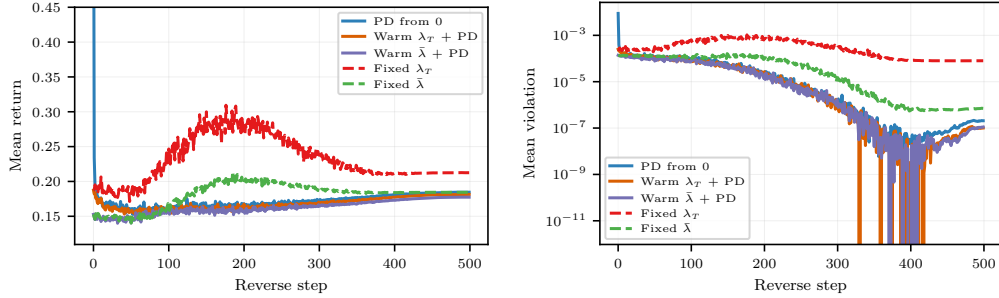 0.45
0.40
0.35
0.30
0.25
0.20
0.15
Mean return
0
100
200
300
400
500
Reverse step
PD from 0
Warm λ_T + PD
Warm λ̄ + PD
Fixed λ_T
Fixed λ̄
10⁻³
10⁻⁵
10⁻⁷
10⁻⁹
10⁻¹¹
Mean violation
PD from 0
Warm λ_T + PD
Warm λ̄ + PD
Fixed λ_T
Fixed λ̄
0
100
200
300
400
500
Reverse step